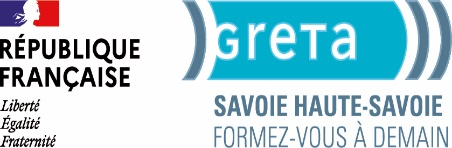 RÉPUBLIQUE
FRANÇAISE
Liberté
Égalité
Fraternité
GRETA
SAVOIE HAUTE-SAVOIE
FORMEZ-VOUS À DEMAIN